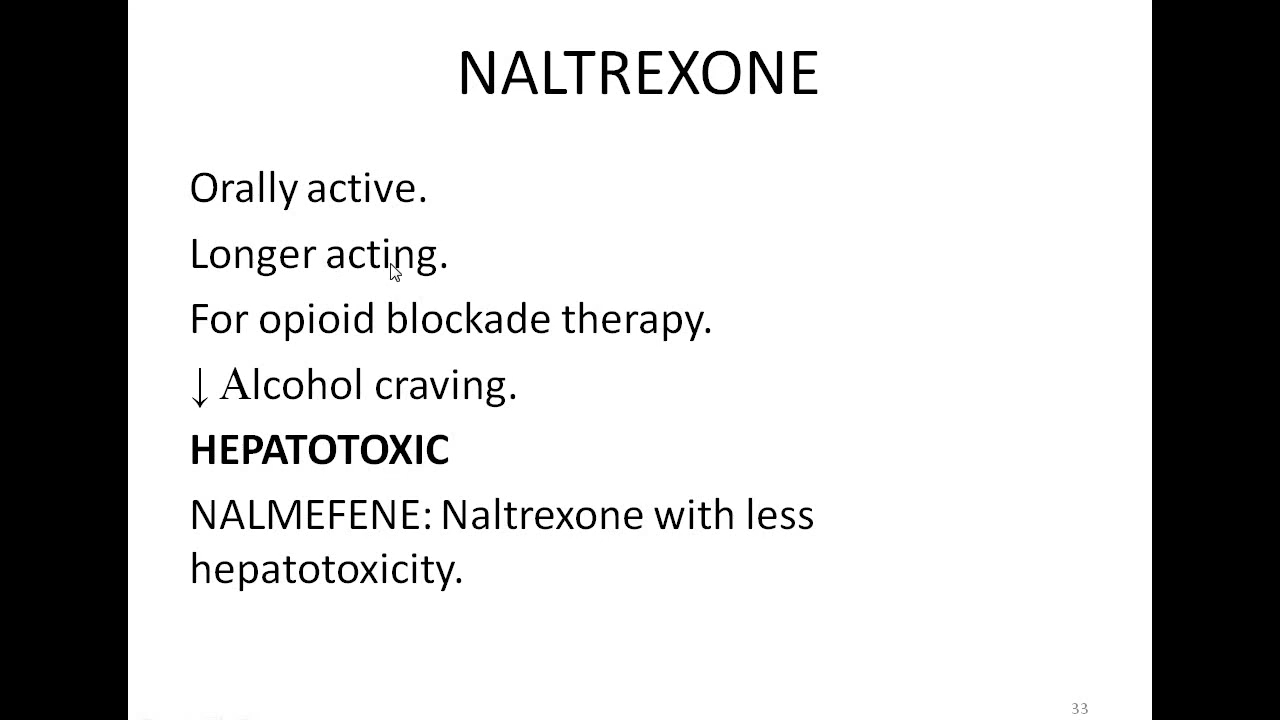 NALTREXONE
Orally active.
Longer acting.
For opioid blockade therapy.
↓ Alcohol craving.
HEPATOTOXIC
NALMEFENE: Naltrexone with less
hepatotoxicity.
33